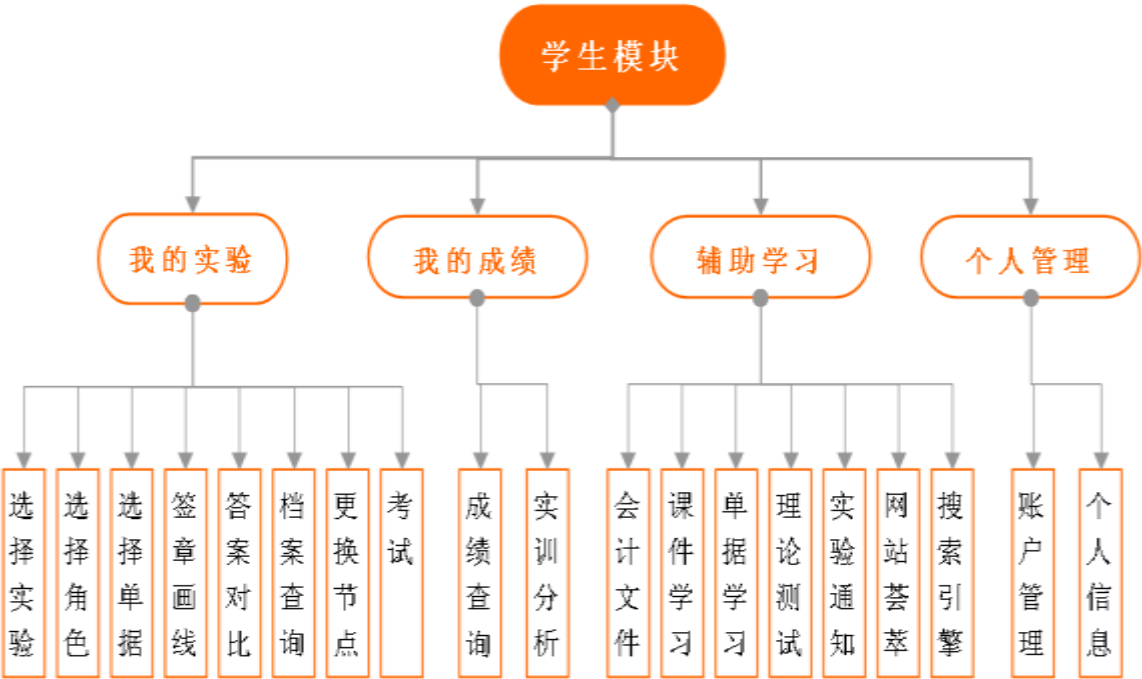 学生模块
我的实验
我的成绩
辅助学习
个人管理
选择实验
选择角色
选择单据
签章画线
答案对比
档案查询
更换节点
考试
成绩查询
实训分析
会计文件
课件学习
单据学习
理论测试
实验通知
网站荟萃
搜索引擎
账户管理
个人信息